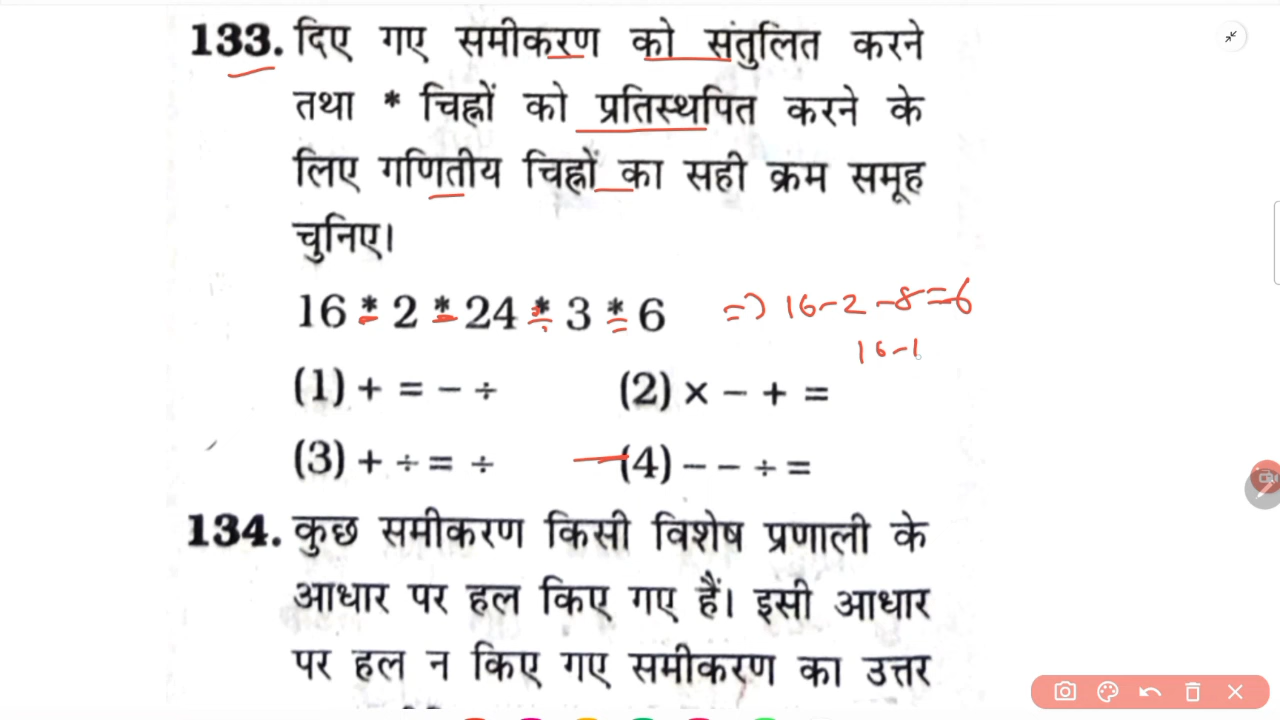 133. दिए गए समीकरण को संतुलित करने
तथा * चिह्नों को प्रतिस्थपित करने के
लिए गणितीय चिह्नों का सही क्रम समूह
चुनिए।
16 * 2 * 24 * 3 * 6 => 16-2-8=6
16-1
(1) + = − ÷ (2) × − + =
(3) + ÷ = ÷ (4) − − ÷ =
134. कुछ समीकरण किसी विशेष प्रणाली के
आधार पर हल किए गए हैं। इसी आधार
पर हल न किए गए समीकरण का उत्तर